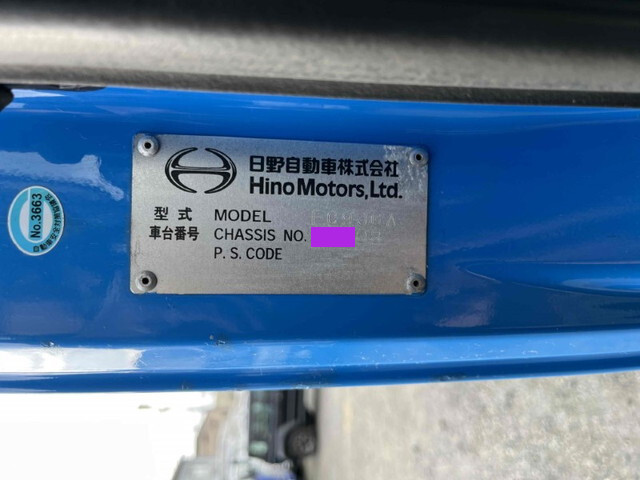 日野自動車株式会社
Hino Motors, Ltd.
型式 MODEL
車台番号 CHASSIS NO.
P.S. CODE
No.3663